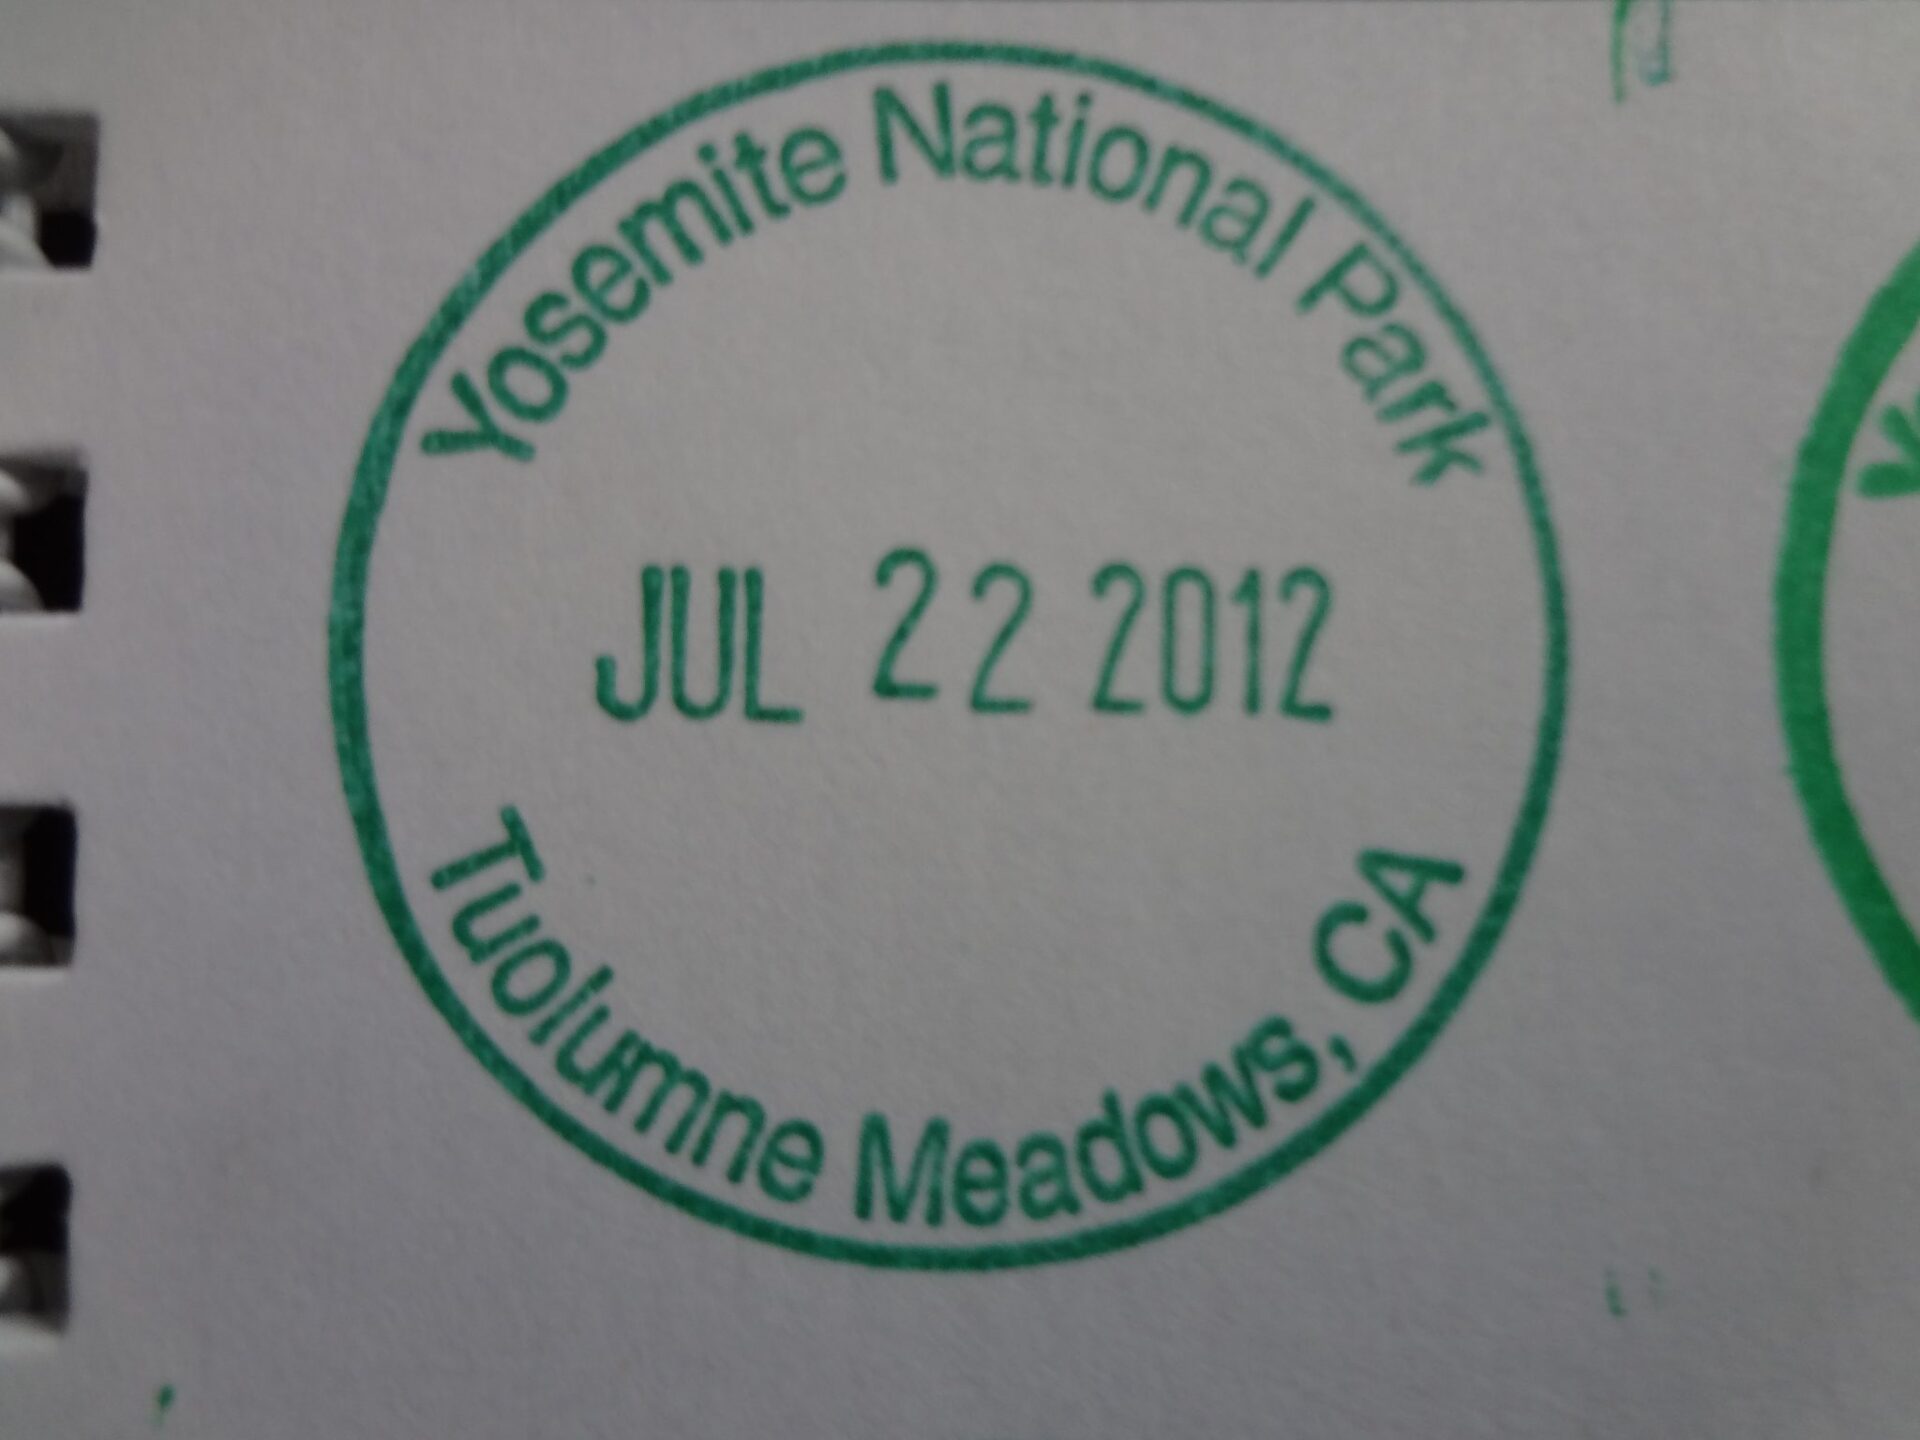 Yosemite National Park
JUL 22 2012
Tuolumne Meadows, CA